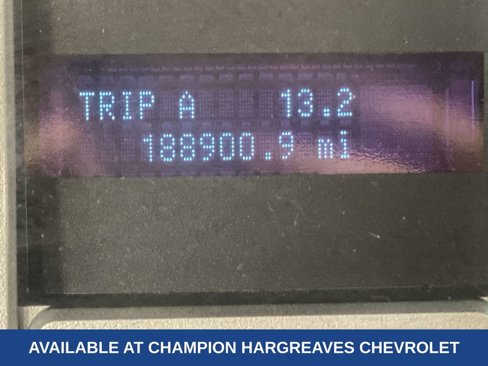 TRIP A 13.2
188900.9 mi
AVAILABLE AT CHAMPION HARGREAVES CHEVROLET